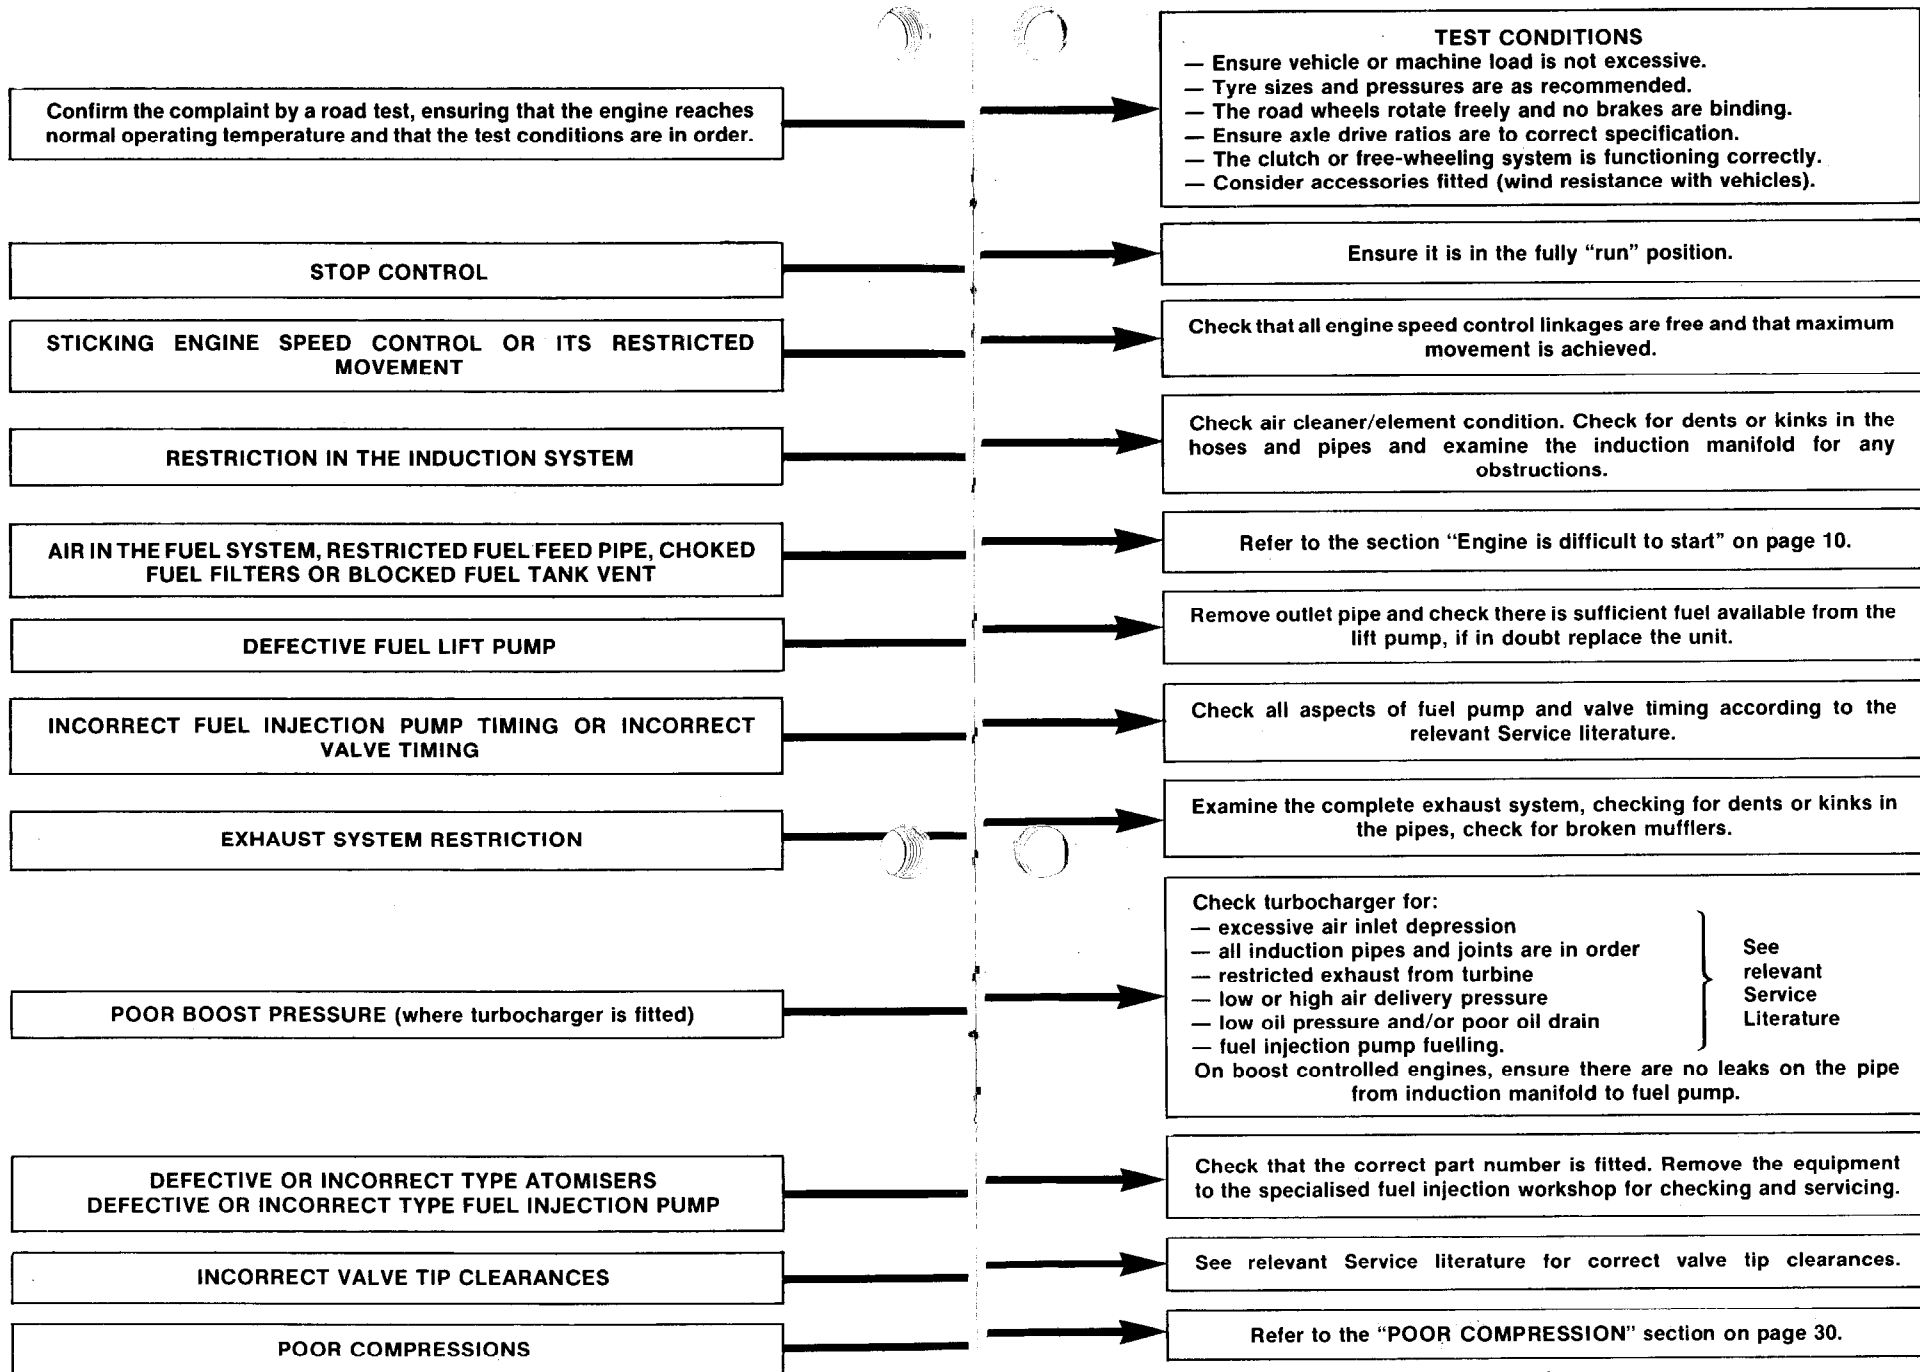 Confirm the complaint by a road test, ensuring that the engine reaches
normal operating temperature and that the test conditions are in order.
TEST CONDITIONS
— Ensure vehicle or machine load is not excessive.
— Tyre sizes and pressures are as recommended.
— The road wheels rotate freely and no brakes are binding.
— Ensure axle drive ratios are to correct specification.
— The clutch or free-wheeling system is functioning correctly.
— Consider accessories fitted (wind resistance with vehicles).
STOP CONTROL
Ensure it is in the fully “run” position.
STICKING ENGINE SPEED CONTROL OR ITS RESTRICTED
MOVEMENT
Check that all engine speed control linkages are free and that maximum
movement is achieved.
RESTRICTION IN THE INDUCTION SYSTEM
Check air cleaner/element condition. Check for dents or kinks in the
hoses and pipes and examine the induction manifold for any
obstructions.
AIR IN THE FUEL SYSTEM, RESTRICTED FUEL FEED PIPE, CHOKED
FUEL FILTERS OR BLOCKED FUEL TANK VENT
Refer to the section “Engine is difficult to start” on page 10.
DEFECTIVE FUEL LIFT PUMP
Remove outlet pipe and check there is sufficient fuel available from the
lift pump, if in doubt replace the unit.
INCORRECT FUEL INJECTION PUMP TIMING OR INCORRECT
VALVE TIMING
Check all aspects of fuel pump and valve timing according to the
relevant Service literature.
EXHAUST SYSTEM RESTRICTION
Examine the complete exhaust system, checking for dents or kinks in
the pipes, check for broken mufflers.
POOR BOOST PRESSURE (where turbocharger is fitted)
Check turbocharger for:
— excessive air inlet depression
— all induction pipes and joints are in order
— restricted exhaust from turbine
— low or high air delivery pressure
— low oil pressure and/or poor oil drain
— fuel injection pump fuelling.
See
relevant
Service
Literature
On boost controlled engines, ensure there are no leaks on the pipe
from induction manifold to fuel pump.
DEFECTIVE OR INCORRECT TYPE ATOMISERS
DEFECTIVE OR INCORRECT TYPE FUEL INJECTION PUMP
Check that the correct part number is fitted. Remove the equipment
to the specialised fuel injection workshop for checking and servicing.
INCORRECT VALVE TIP CLEARANCES
See relevant Service literature for correct valve tip clearances.
POOR COMPRESSIONS
Refer to the “POOR COMPRESSION” section on page 30.